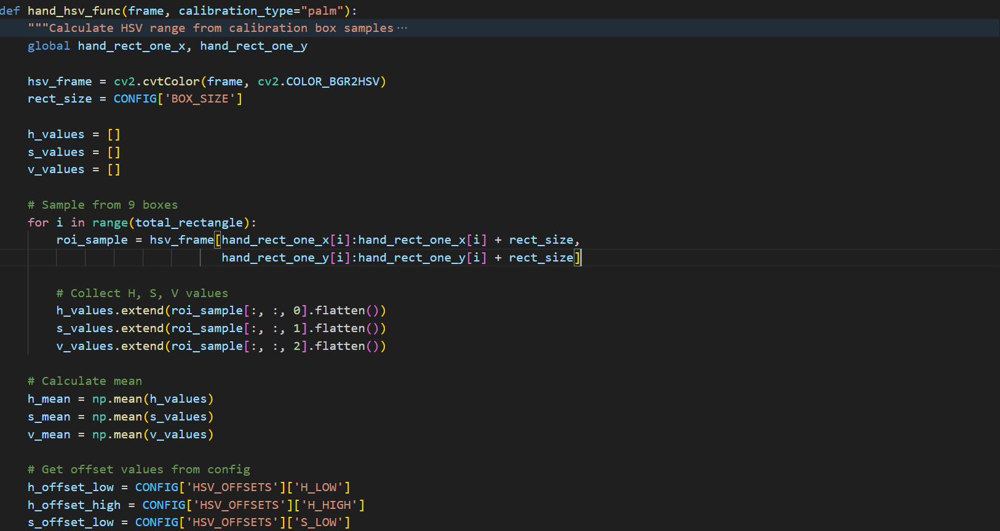 def hand_hsv_func(frame, calibration_type="palm"):
    """Calculate HSV range from calibration box samples···
    global hand_rect_one_x, hand_rect_one_y

    hsv_frame = cv2.cvtColor(frame, cv2.COLOR_BGR2HSV)
    rect_size = CONFIG['BOX_SIZE']

    h_values = []
    s_values = []
    v_values = []

    # Sample from 9 boxes
    for i in range(total_rectangle):
        roi_sample = hsv_frame[hand_rect_one_x[i]:hand_rect_one_x[i] + rect_size,
                               hand_rect_one_y[i]:hand_rect_one_y[i] + rect_size]

        # Collect H, S, V values
        h_values.extend(roi_sample[:, :, 0].flatten())
        s_values.extend(roi_sample[:, :, 1].flatten())
        v_values.extend(roi_sample[:, :, 2].flatten())

    # Calculate mean
    h_mean = np.mean(h_values)
    s_mean = np.mean(s_values)
    v_mean = np.mean(v_values)

    # Get offset values from config
    h_offset_low = CONFIG['HSV_OFFSETS']['H_LOW']
    h_offset_high = CONFIG['HSV_OFFSETS']['H_HIGH']
    s_offset_low = CONFIG['HSV_OFFSETS']['S_LOW']